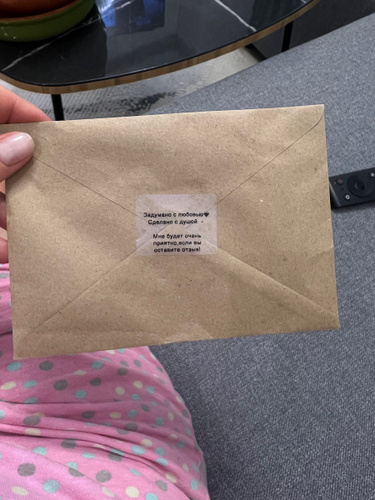 Задумано с любовью🖤
Сделано с душой
Мне будет очень
приятно,если вы
оставите отзыв!